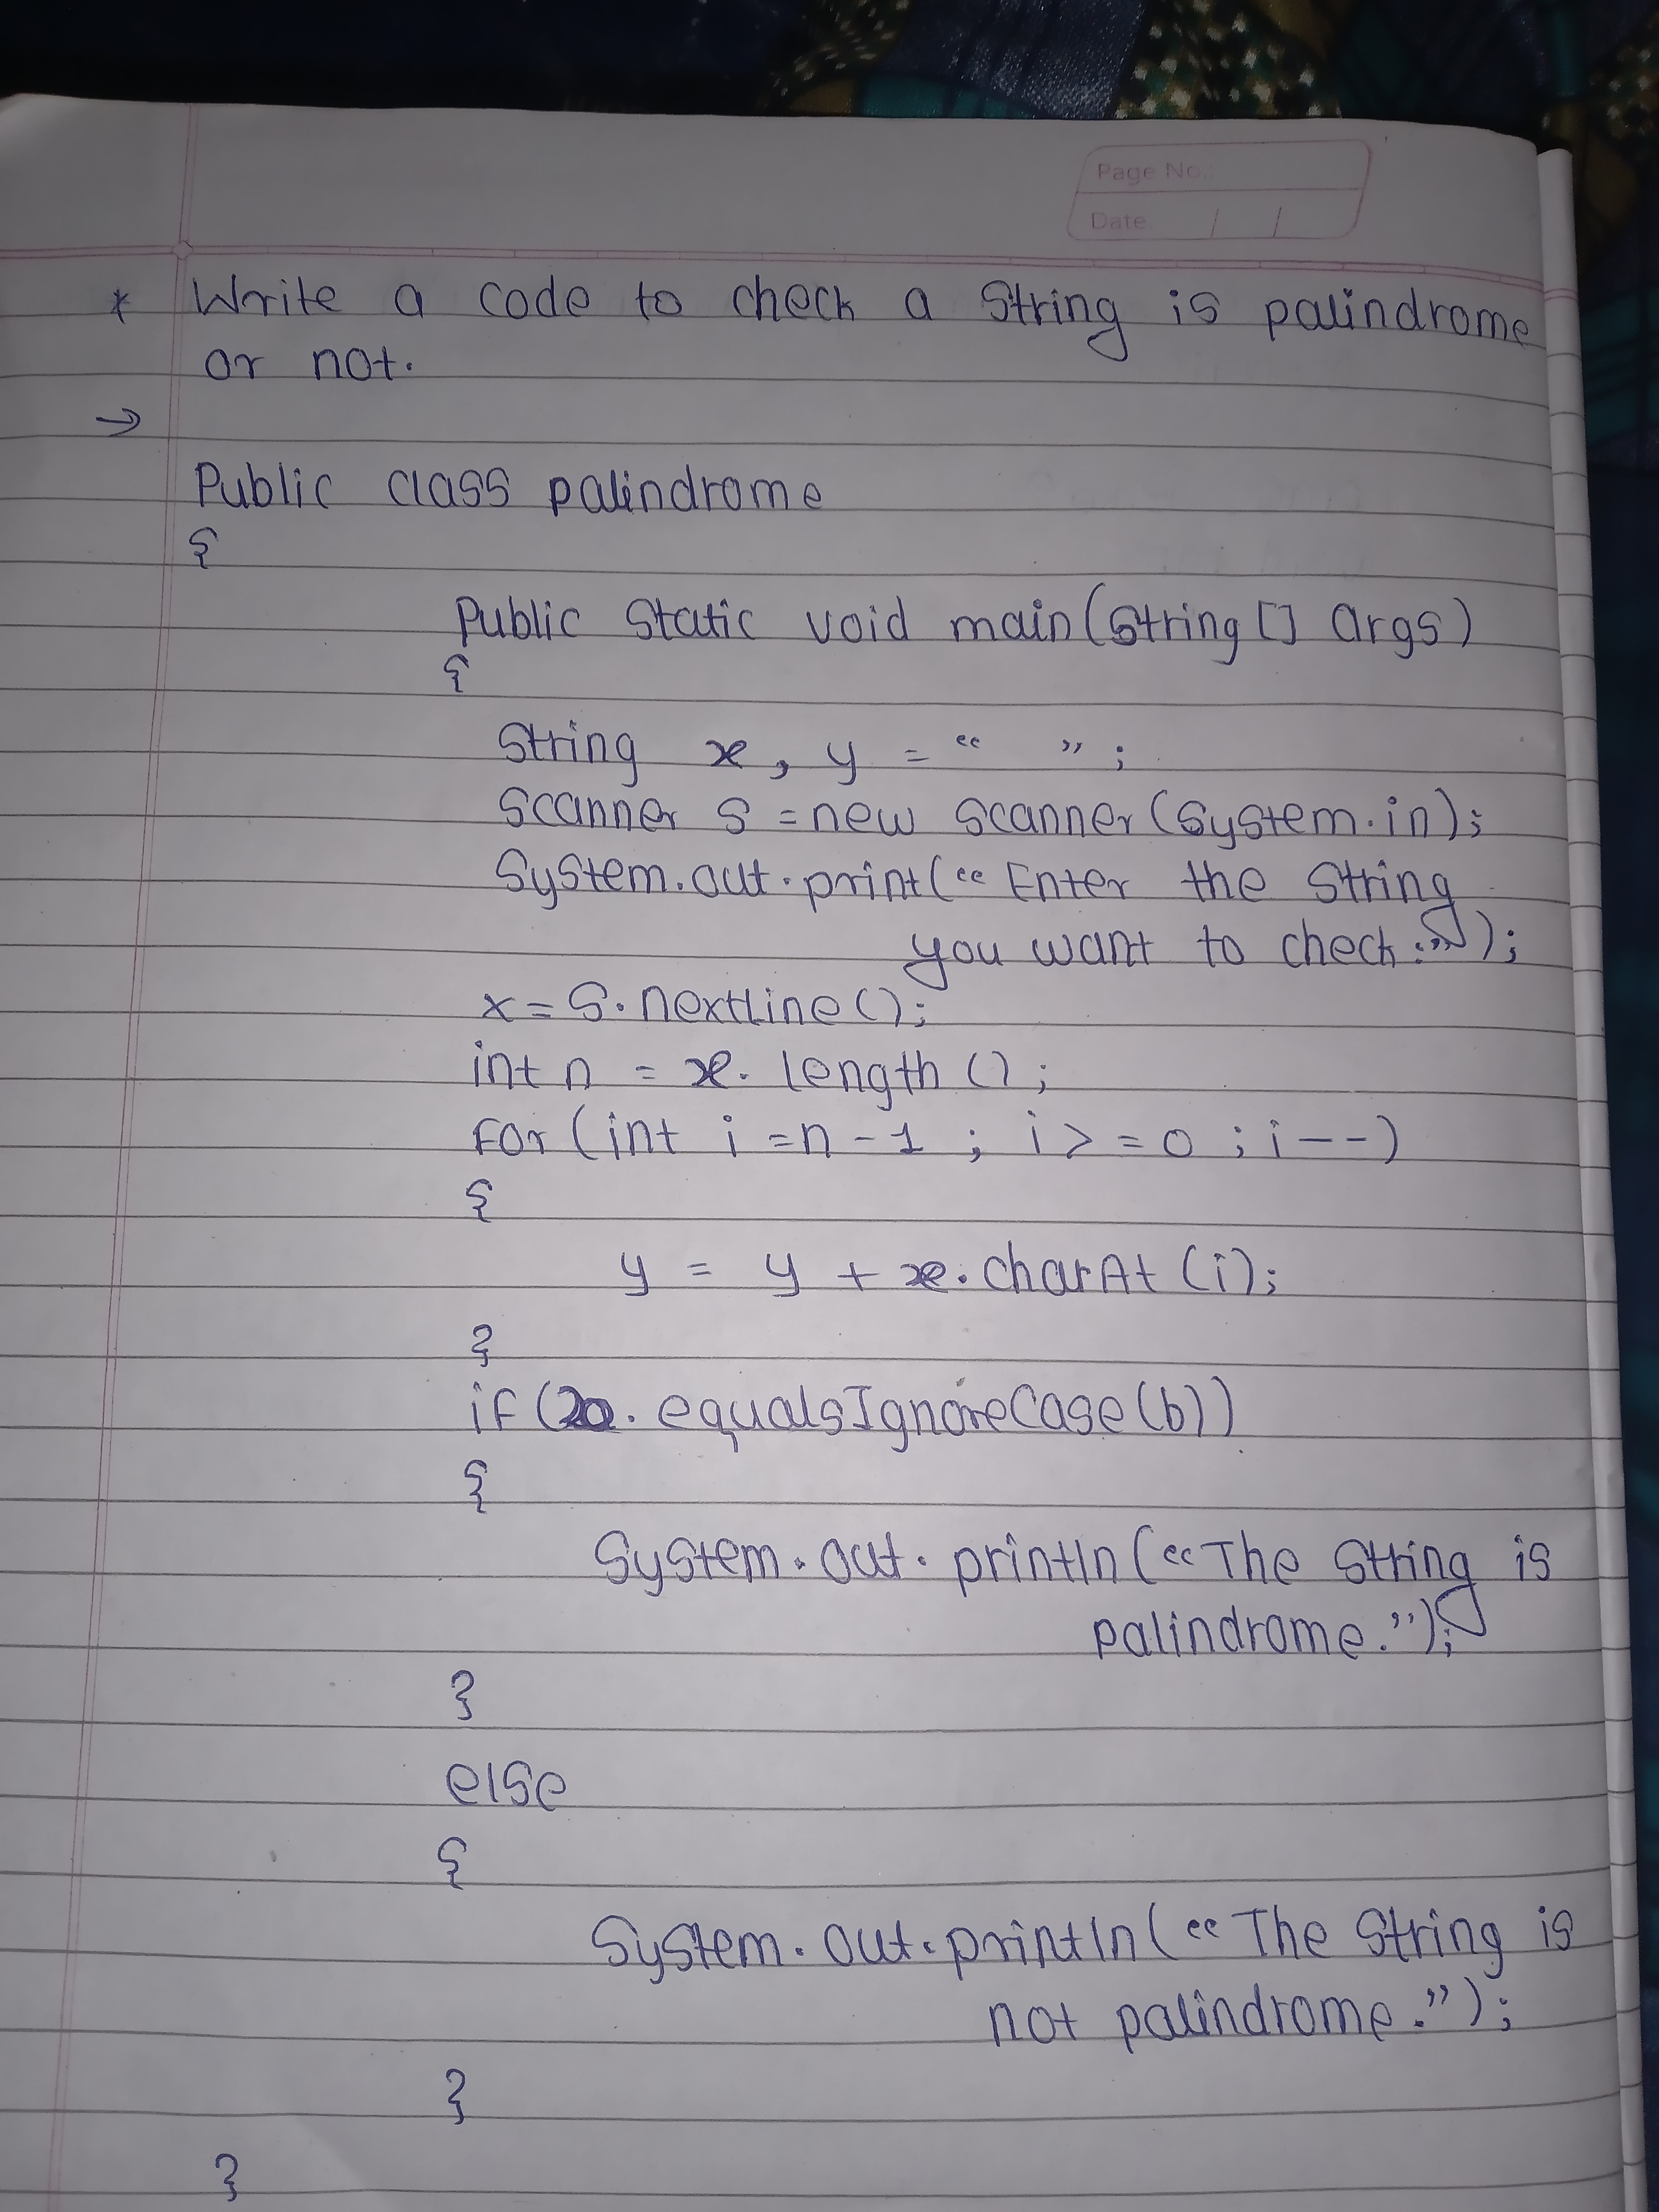 Page No.:
Date / /
* Write a code to check a string is palindrome
or not.
→
Public class palindrome
{
Public static void main(String [] args)
{
String x, y = “ ”;
Scanner s = new scanner(System.in);
System.out.print(“ Enter the string
you want to check:”);
x = s.nextLine();
int n = x.length();
for (int i = n - 1 ; i >= 0 ; i--)
{
y = y + x.charAt(i);
}
if (a.equalsIgnoreCase(b))
{
System.out.println(“The string is
palindrome.”);
}
else
{
System.out.println(“The string is
not palindrome.”);
}
}